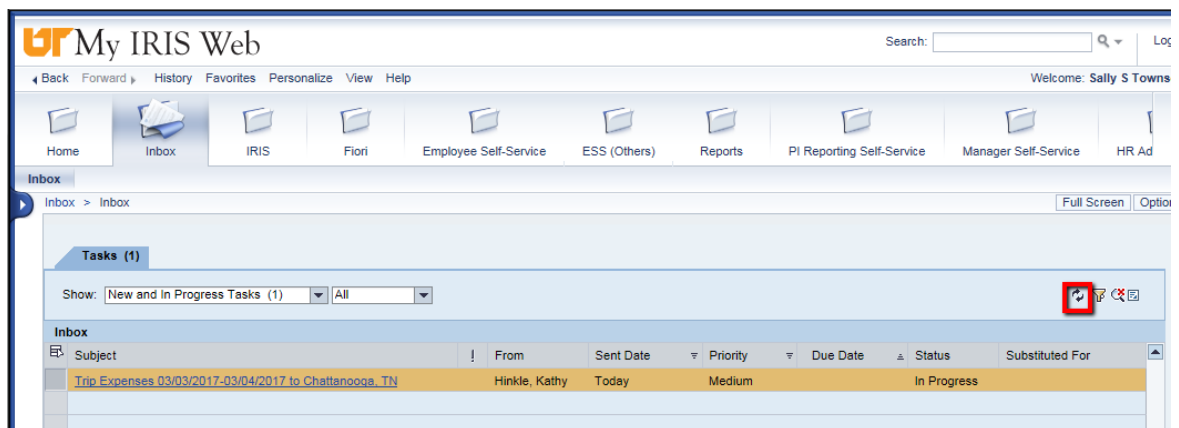 UT My IRIS Web Search: Log
Back Forward History Favorites Personalize View Help Welcome: Sally S Towns
Home Inbox IRIS Fiori Employee Self-Service ESS (Others) Reports PI Reporting Self-Service Manager Self-Service HR Ad
Inbox
Inbox > Inbox Full Screen Option
Tasks (1)
Show: New and In Progress Tasks (1) All
Inbox
Subject ! From Sent Date Priority Due Date Status Substituted For
Trip Expenses 03/03/2017-03/04/2017 to Chattanooga, TN Hinkle, Kathy Today Medium In Progress